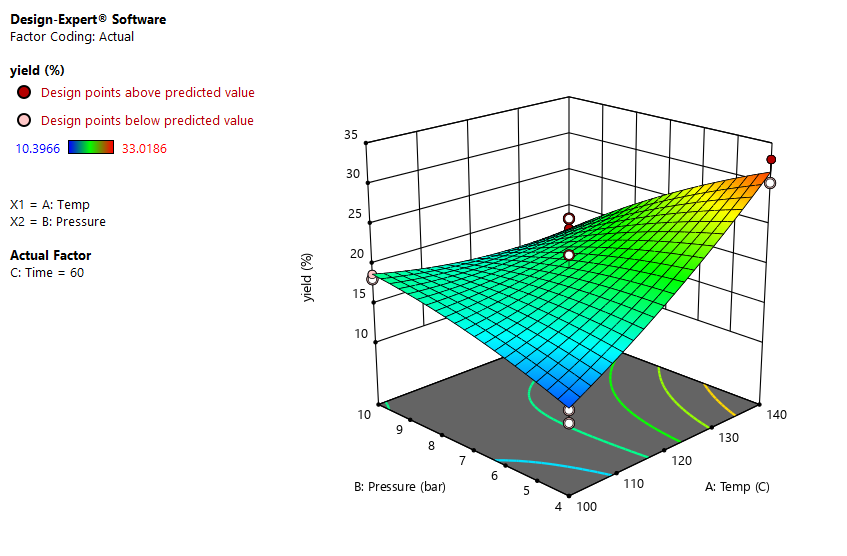 Design-Expert® Software
Factor Coding: Actual
yield (%)
Design points above predicted value
Design points below predicted value
10.3966 33.0186
X1 = A: Temp
X2 = B: Pressure
Actual Factor
C: Time = 60
35
30
25
20
15
10
yield (%)
10
9
8
7
6
5
4
B: Pressure (bar)
100
110
120
130
140
A: Temp (C)